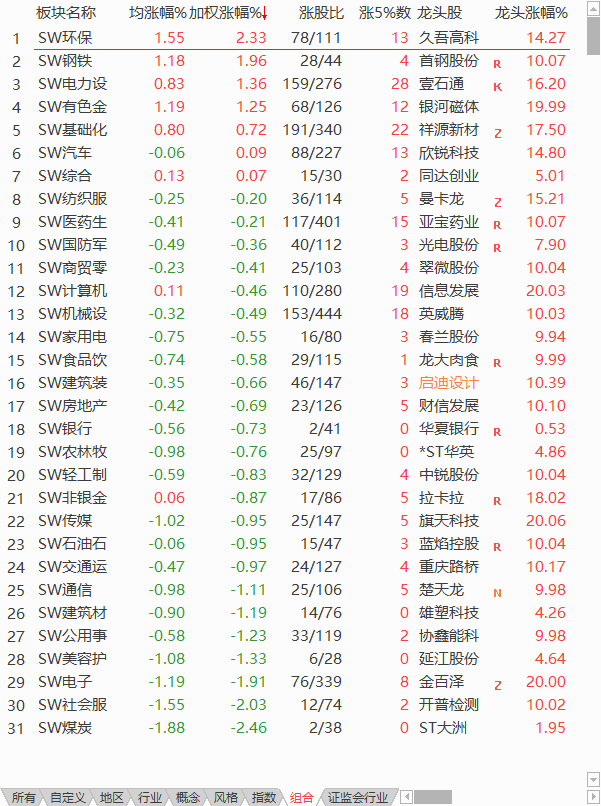 板块名称 均涨幅% 加权涨幅%↓ 涨股比 涨5%数 龙头股 龙头涨幅%
1 SW环保 1.55 2.33 78/111 13 久吾高科 14.27
2 SW钢铁 1.18 1.96 28/44 4 首钢股份 R 10.07
3 SW电力设 0.83 1.36 159/276 28 壹石通 K 16.20
4 SW有色金 1.19 1.25 68/126 12 银河磁体 19.99
5 SW基础化 0.80 0.72 191/340 22 祥源新材 Z 17.50
6 SW汽车 -0.06 0.09 88/227 13 欣锐科技 14.80
7 SW综合 0.13 0.07 15/30 2 同达创业 5.01
8 SW纺织服 -0.25 -0.20 36/114 5 曼卡龙 Z 15.21
9 SW医药生 -0.41 -0.21 117/401 15 亚宝药业 R 10.07
10 SW国防军 -0.49 -0.36 40/112 3 光电股份 R 7.90
11 SW商贸零 -0.23 -0.41 25/103 4 翠微股份 10.04
12 SW计算机 0.11 -0.46 110/280 19 信息发展 20.03
13 SW机械设 -0.32 -0.49 153/444 18 英威腾 10.03
14 SW家用电 -0.75 -0.55 16/80 3 春兰股份 9.94
15 SW食品饮 -0.74 -0.58 29/115 1 龙大肉食 R 9.99
16 SW建筑装 -0.35 -0.66 46/147 3 启迪设计 10.39
17 SW房地产 -0.42 -0.69 23/126 5 财信发展 10.10
18 SW银行 -0.56 -0.73 2/41 0 华夏银行 R 0.53
19 SW农林牧 -0.98 -0.76 25/97 0 *ST华英 4.86
20 SW轻工制 -0.59 -0.83 32/129 4 中锐股份 10.04
21 SW非银金 0.06 -0.87 17/86 5 拉卡拉 R 18.02
22 SW传媒 -1.02 -0.95 25/147 5 旗天科技 20.06
23 SW石油石 -0.06 -0.95 15/47 3 蓝焰控股 R 10.04
24 SW交通运 -0.47 -0.97 24/127 4 重庆路桥 10.17
25 SW通信 -0.98 -1.11 25/106 5 楚天龙 N 9.98
26 SW建筑材 -0.90 -1.19 14/76 0 雄塑科技 4.26
27 SW公用事 -0.58 -1.23 33/119 2 协鑫能科 9.98
28 SW美容护 -1.08 -1.33 6/28 0 延江股份 4.64
29 SW电子 -1.19 -1.91 76/339 8 金百泽 Z 20.00
30 SW社会服 -1.55 -2.03 12/74 2 开普检测 10.02
31 SW煤炭 -1.88 -2.46 2/38 0 ST大洲 1.95
所有 自定义 地区 行业 概念 风格 指数 组合 证监会行业